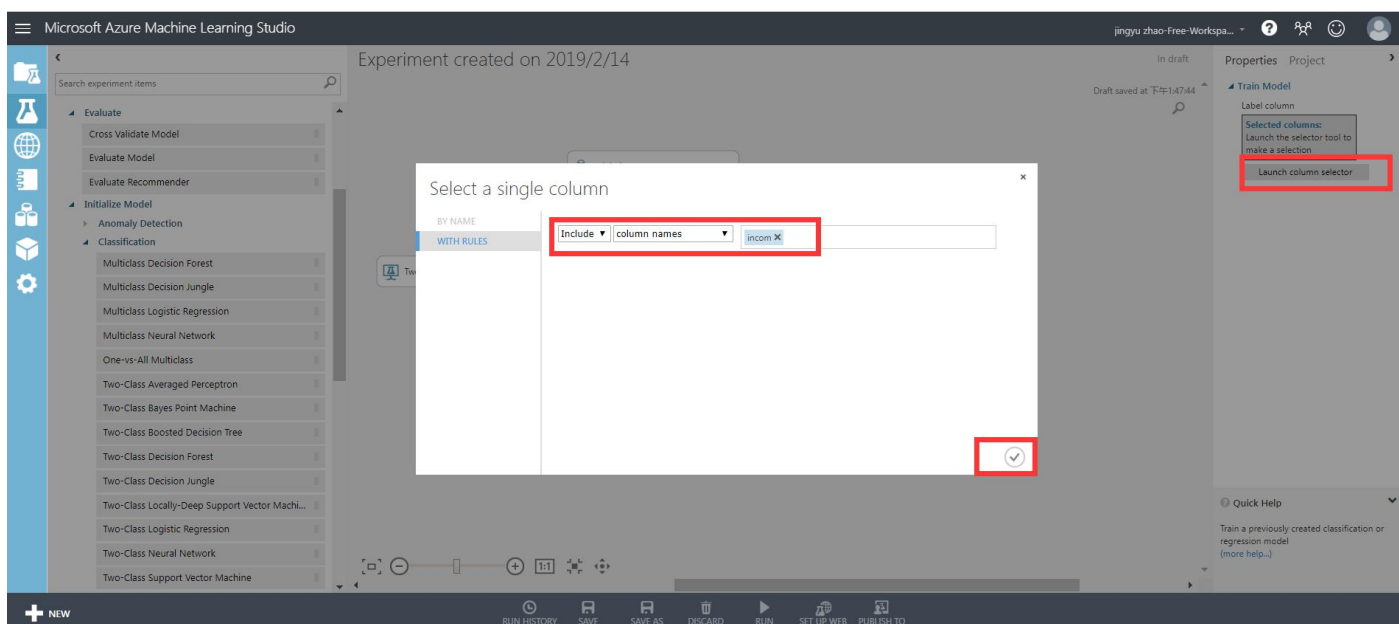 Microsoft Azure Machine Learning Studio
jingyu zhao-Free-Workspa...
Search experiment items
Evaluate
Cross Validate Model
Evaluate Model
Evaluate Recommender
Initialize Model
Anomaly Detection
Classification
Multiclass Decision Forest
Multiclass Decision Jungle
Multiclass Logistic Regression
Multiclass Neural Network
One-vs-All Multiclass
Two-Class Averaged Perceptron
Two-Class Bayes Point Machine
Two-Class Boosted Decision Tree
Two-Class Decision Forest
Two-Class Decision Jungle
Two-Class Locally-Deep Support Vector Machi...
Two-Class Logistic Regression
Two-Class Neural Network
Two-Class Support Vector Machine
Experiment created on 2019/2/14
In draft
Draft saved at 下午1:47:44
Tw
Select a single column
BY NAME
WITH RULES
Include column names incom
1:1
Properties Project
Train Model
Label column
Selected columns:
Launch the selector tool to
make a selection
Launch column selector
Quick Help
Train a previously created classification or
regression model
(more help...)
NEW
RUN HISTORY SAVE SAVE AS DISCARD RUN SET UP WEB PUBLISH TO